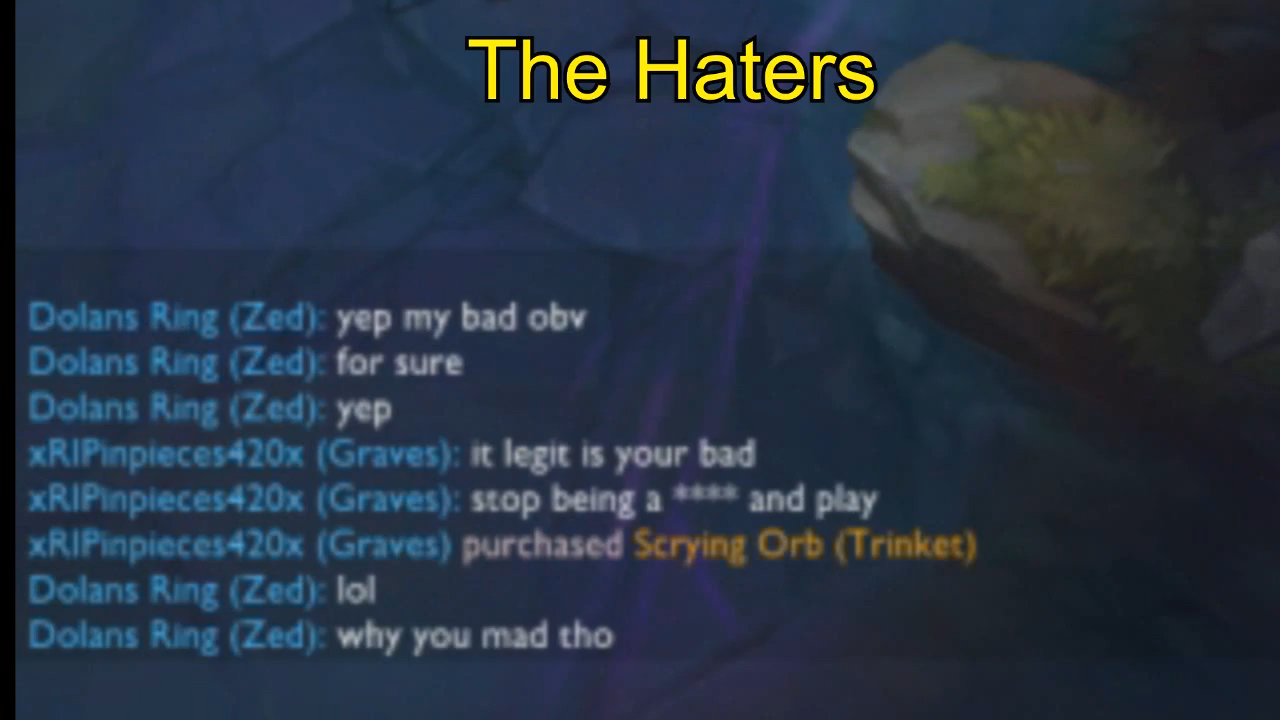 The Haters
Dolans Ring (Zed): yep my bad obv
Dolans Ring (Zed): for sure
Dolans Ring (Zed): yep
xRIPinpieces420x (Graves): it legit is your bad
xRIPinpieces420x (Graves): stop being a **** and play
xRIPinpieces420x (Graves) purchased Scrying Orb (Trinket)
Dolans Ring (Zed): lol
Dolans Ring (Zed): why you mad tho